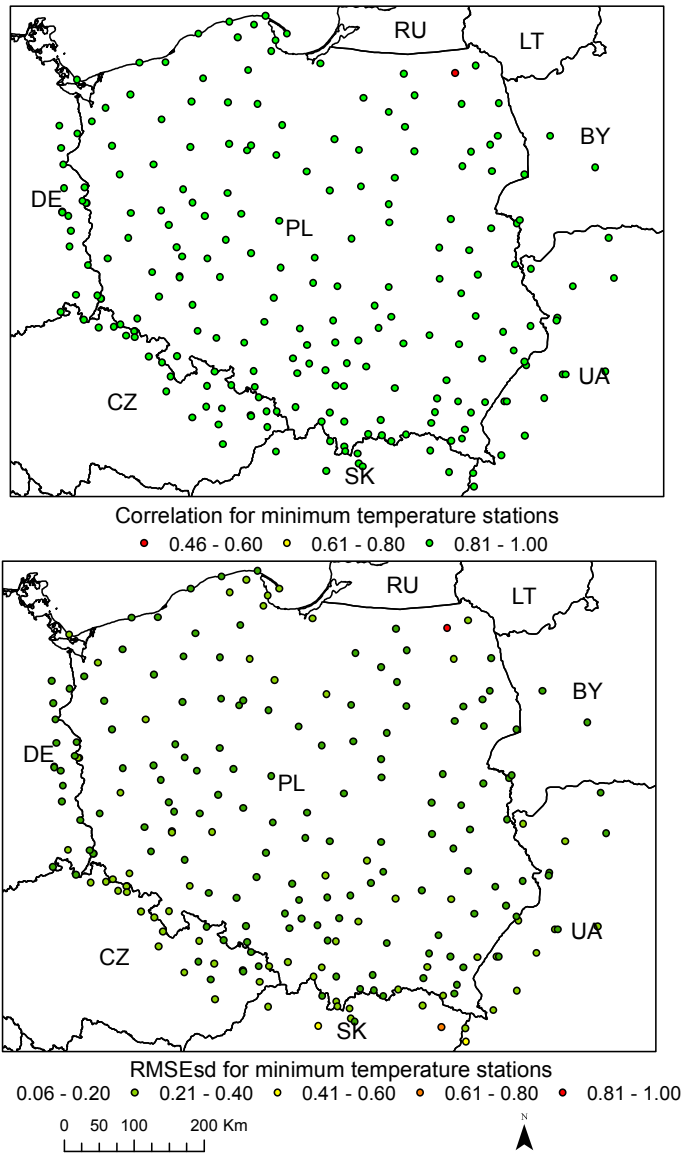 RU
LT
BY
DE
PL
UA
CZ
SK
Correlation for minimum temperature stations
0.46 - 0.60 0.61 - 0.80 0.81 - 1.00
RU
LT
BY
DE
PL
UA
CZ
SK
RMSEsd for minimum temperature stations
0.06 - 0.20 0.21 - 0.40 0.41 - 0.60 0.61 - 0.80 0.81 - 1.00
0 50 100 200 Km
N